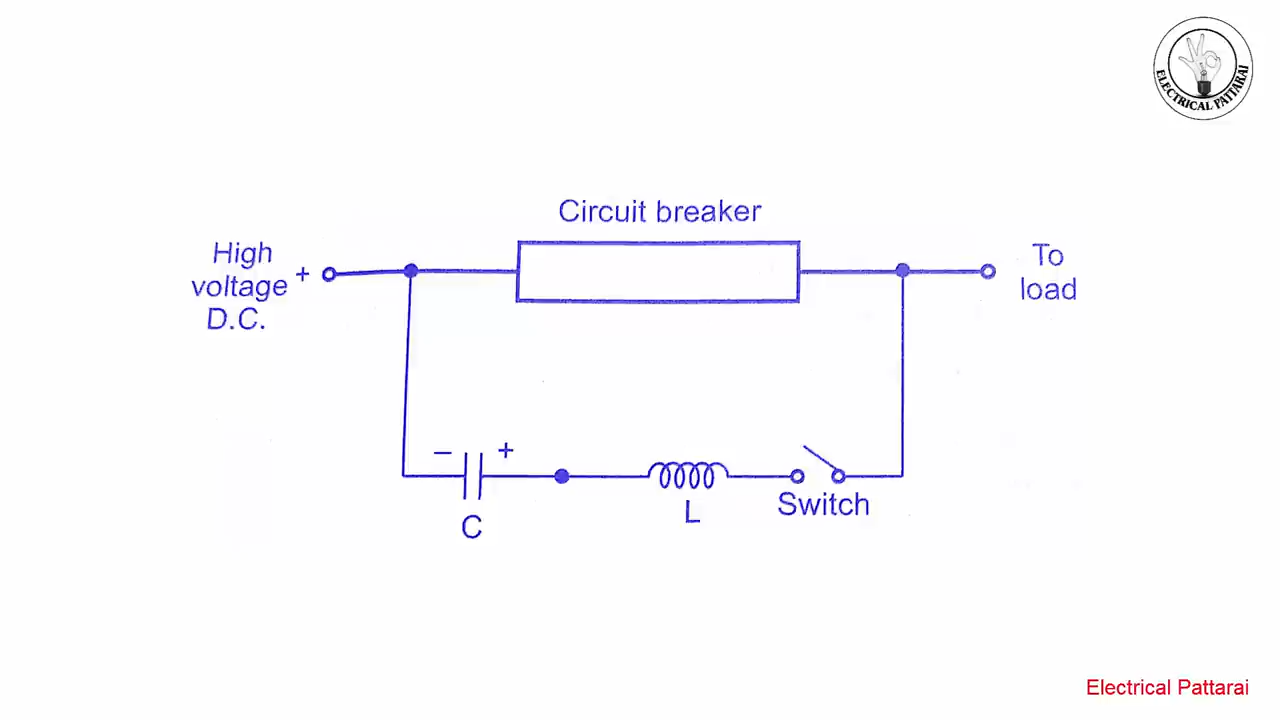 ELECTRICAL PATTARAI
Circuit breaker
High
voltage
D.C.
+
To
load
− +
C
L
Switch
Electrical Pattarai